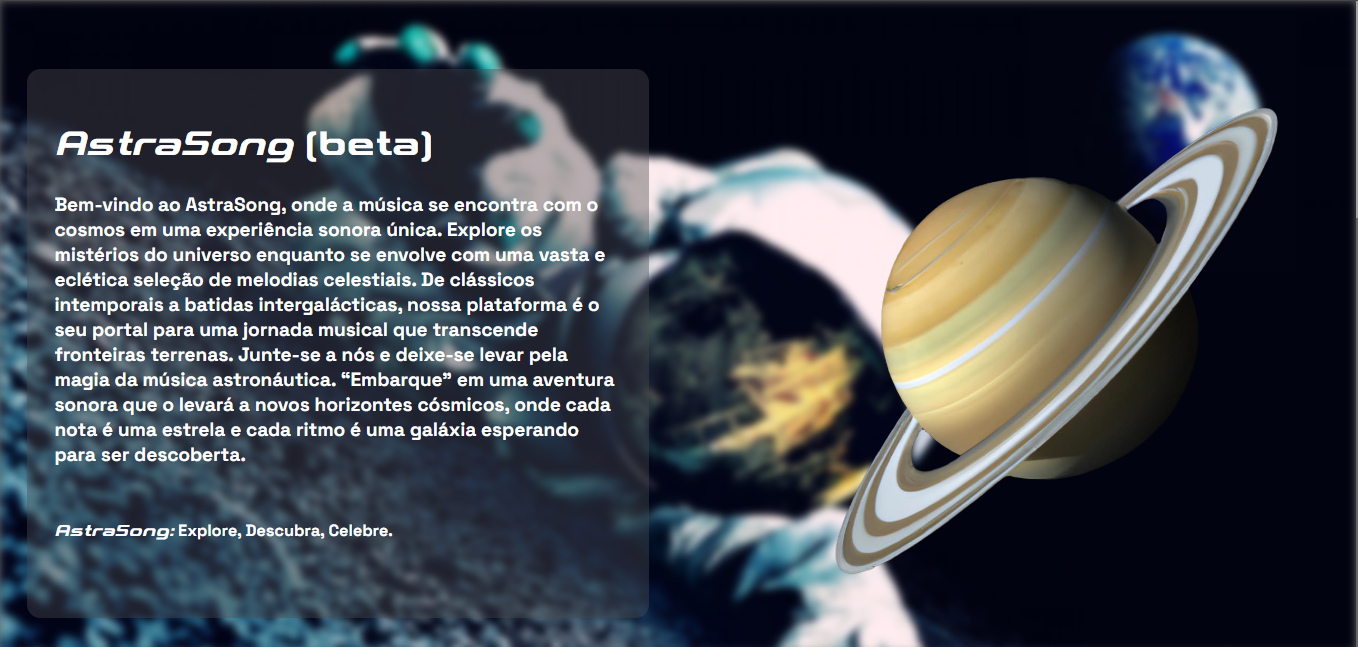 AstraSong (beta)
Bem-vindo ao AstraSong, onde a música se encontra com o
cosmos em uma experiência sonora única. Explore os
mistérios do universo enquanto se envolve com uma vasta e
eclética seleção de melodias celestiais. De clássicos
intemporais a batidas intergalácticas, nossa plataforma é o
seu portal para uma jornada musical que transcende
fronteiras terrenas. Junte-se a nós e deixe-se levar pela
magia da música astronáutica. “Embarque” em uma aventura
sonora que o levará a novos horizontes cósmicos, onde cada
nota é uma estrela e cada ritmo é uma galáxia esperando
para ser descoberta.
AstraSong: Explore, Descubra, Celebre.